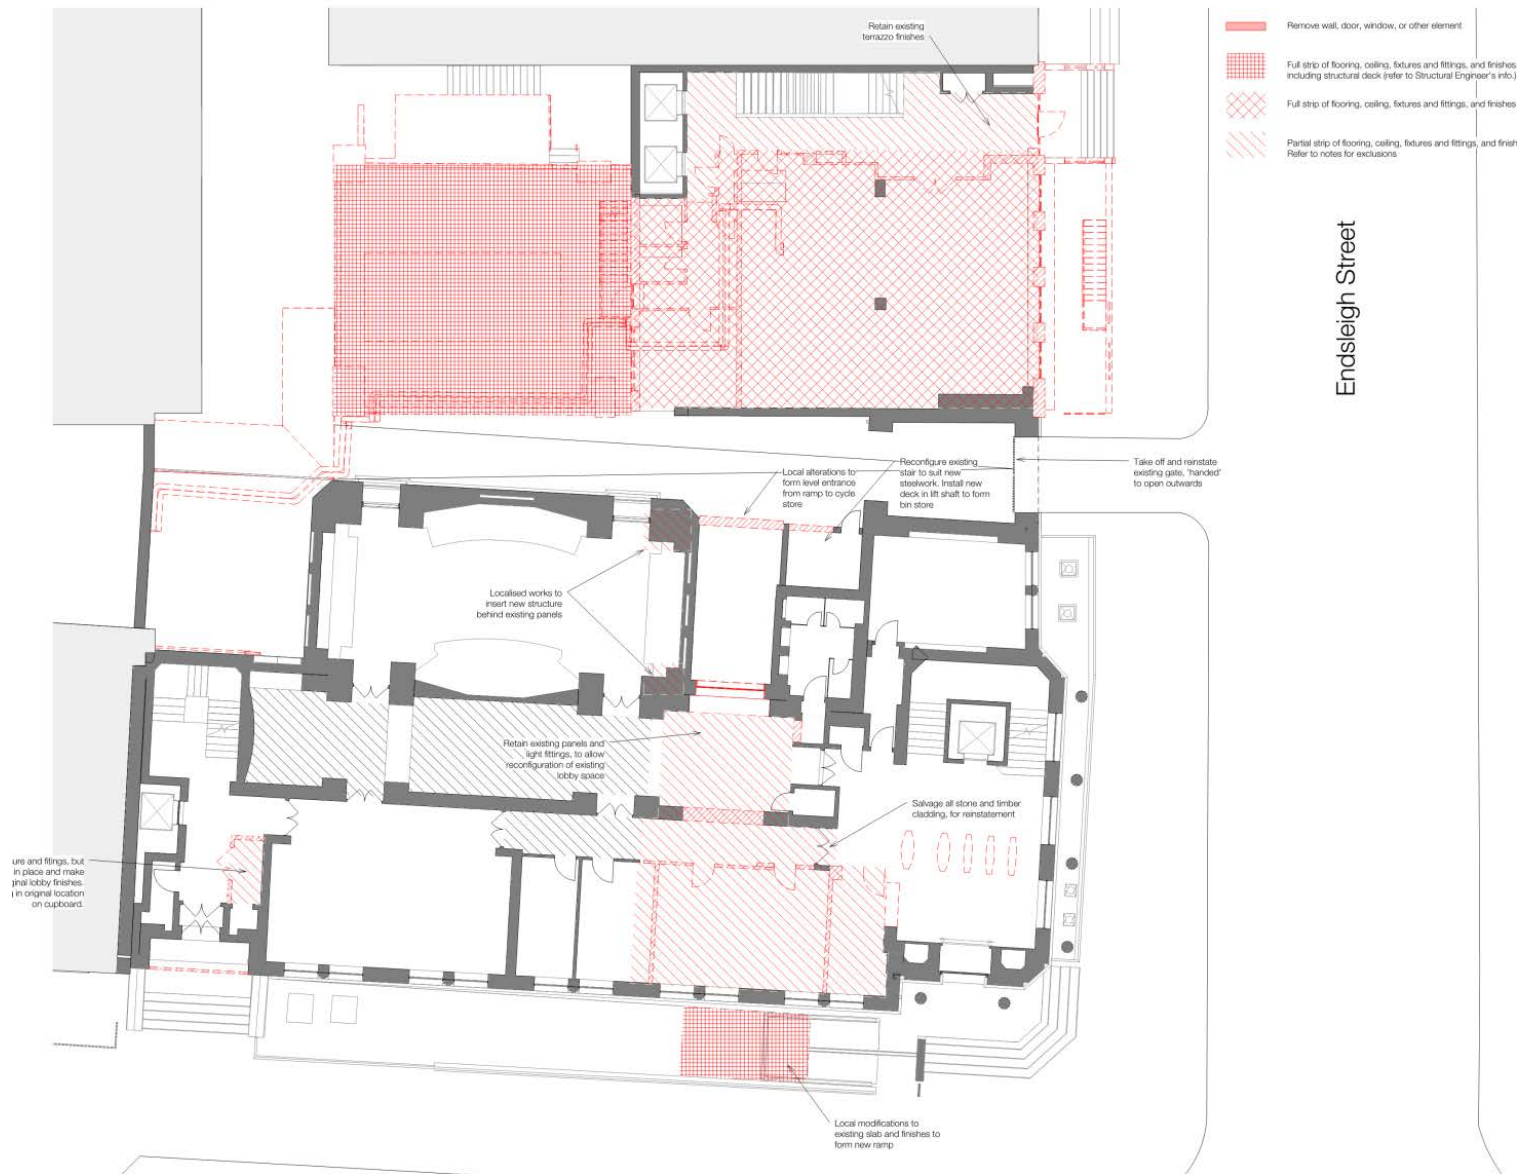 Retain existing
terrazzo finishes
Remove wall, door, window, or other element
Full strip of flooring, ceiling, fixtures and fittings, and finishes
including structural deck (refer to Structural Engineer's info.)
Full strip of flooring, ceiling, fixtures and fittings, and finishes
Partial strip of flooring, ceiling, fixtures and fittings, and finish
Refer to notes for exclusions
Endsleigh Street
Local alterations to
form level entrance
from ramp to cycle
store
Reconfigure existing
stair to suit new
steelwork. Install new
deck in lift shaft to form
bin store
Take off and reinstate
existing gate, 'handed'
to open outwards
Localised works to
insert new structure
behind existing panels
Retain existing panels and
light fittings, to allow
reconfiguration of existing
lobby space
Salvage all stone and timber
cladding, for reinstatement
ure and fitings, but
in place and make
ginal lobby finishes.
in original location
on cupboard.
Local modifications to
existing slab and finishes to
form new ramp